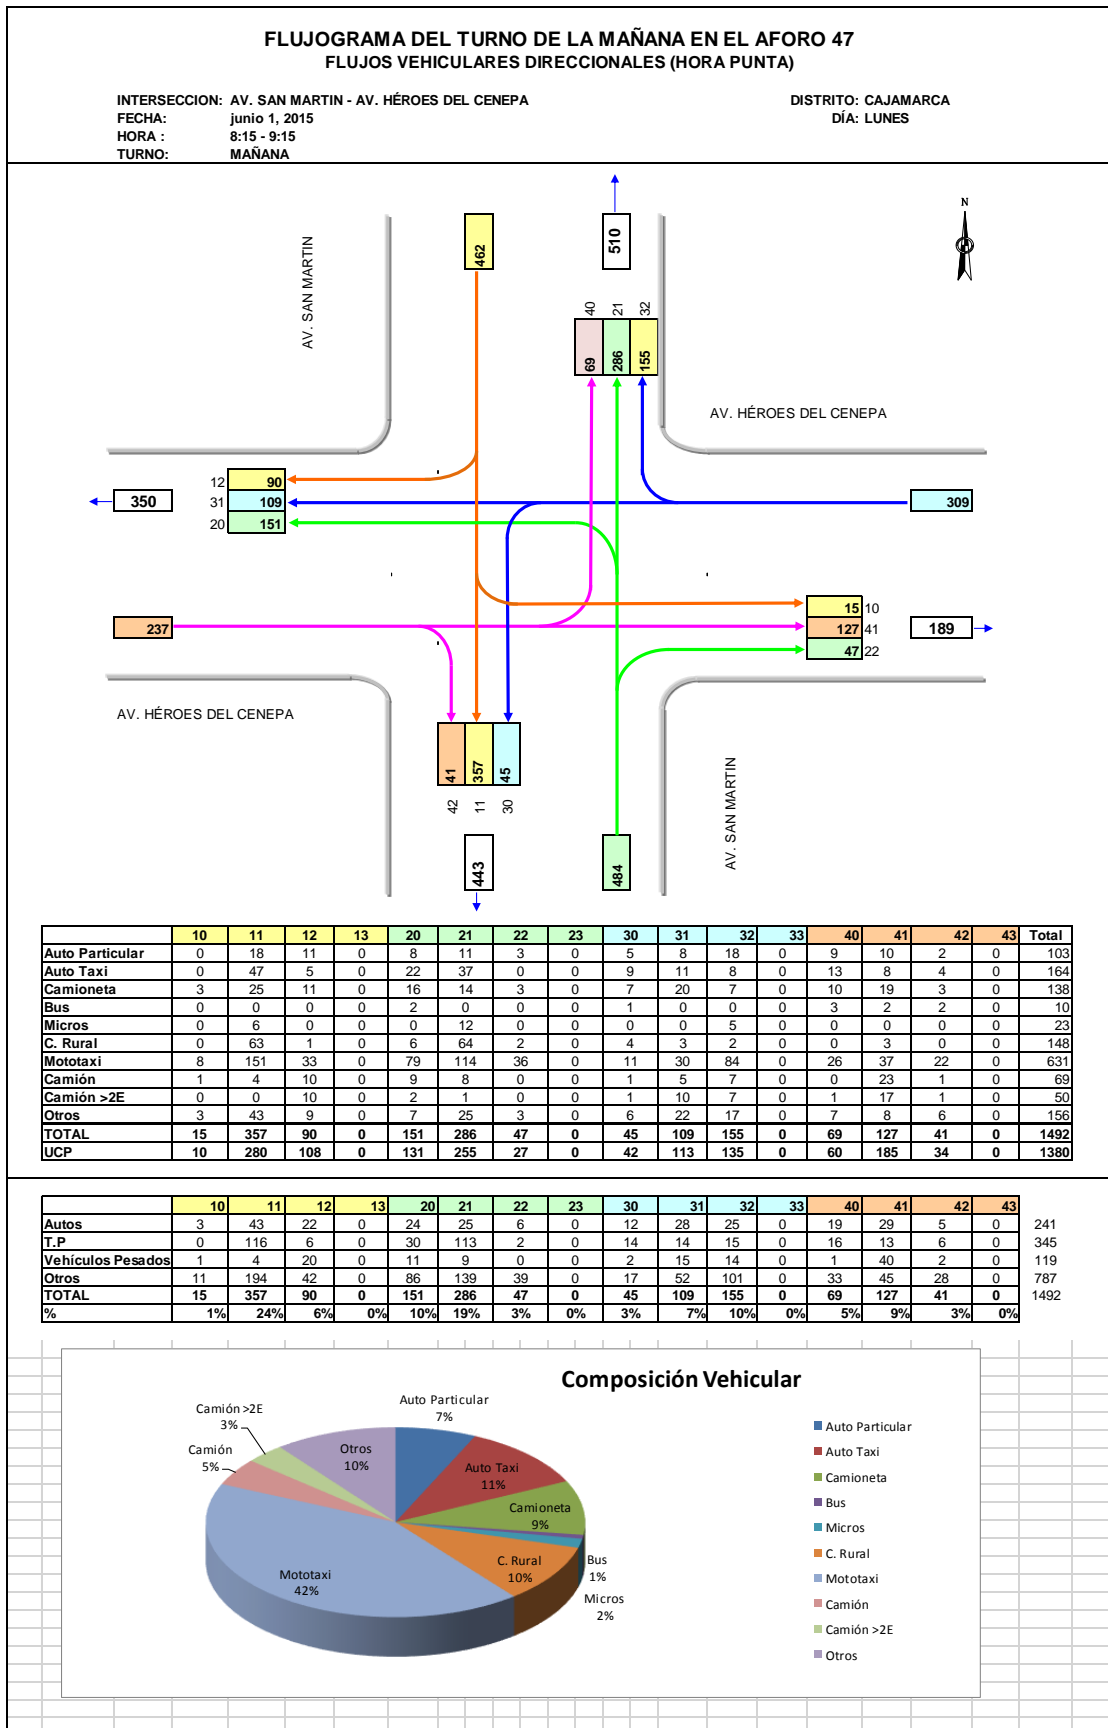 FLUJOGRAMA DEL TURNO DE LA MAÑANA EN EL AFORO 47
FLUJOS VEHICULARES DIRECCIONALES (HORA PUNTA)
INTERSECCION: AV. SAN MARTIN - AV. HÉROES DEL CENEPA DISTRITO: CAJAMARCA
FECHA: junio 1, 2015 DÍA: LUNES
HORA : 8:15 - 9:15
TURNO: MAÑANA
N
AV. SAN MARTIN
462
510
40 21 32
69 286 155
AV. HÉROES DEL CENEPA
12 90
350 31 109 309
20 151
15 10
237 127 41 189
47 22
AV. HÉROES DEL CENEPA
41 357 45
42 11 30
AV. SAN MARTIN
443
484
10 11 12 13 20 21 22 23 30 31 32 33 40 41 42 43 Total
Auto Particular 0 18 11 0 8 11 3 0 5 8 18 0 9 10 2 0 103
Auto Taxi 0 47 5 0 22 37 0 0 9 11 8 0 13 8 4 0 164
Camioneta 3 25 11 0 16 14 3 0 7 20 7 0 10 19 3 0 138
Bus 0 0 0 0 2 0 0 0 1 0 0 0 3 2 2 0 10
Micros 0 6 0 0 0 12 0 0 0 0 5 0 0 0 0 0 23
C. Rural 0 63 1 0 6 64 2 0 4 3 2 0 0 3 0 0 148
Mototaxi 8 151 33 0 79 114 36 0 11 30 84 0 26 37 22 0 631
Camión 1 4 10 0 9 8 0 0 1 5 7 0 0 23 1 0 69
Camión >2E 0 0 10 0 2 1 0 0 1 10 7 0 1 17 1 0 50
Otros 3 43 9 0 7 25 3 0 6 22 17 0 7 8 6 0 156
TOTAL 15 357 90 0 151 286 47 0 45 109 155 0 69 127 41 0 1492
UCP 10 280 108 0 131 255 27 0 42 113 135 0 60 185 34 0 1380
10 11 12 13 20 21 22 23 30 31 32 33 40 41 42 43
Autos 3 43 22 0 24 25 6 0 12 28 25 0 19 29 5 0 241
T.P 0 116 6 0 30 113 2 0 14 14 15 0 16 13 6 0 345
Vehículos Pesados 1 4 20 0 11 9 0 0 2 15 14 0 1 40 2 0 119
Otros 11 194 42 0 86 139 39 0 17 52 101 0 33 45 28 0 787
TOTAL 15 357 90 0 151 286 47 0 45 109 155 0 69 127 41 0 1492
% 1% 24% 6% 0% 10% 19% 3% 0% 3% 7% 10% 0% 5% 9% 3% 0%
Composición Vehicular
Auto Particular
7%
Auto Taxi
11%
Camioneta
9%
Bus
1%
Micros
2%
C. Rural
10%
Mototaxi
42%
Camión
5%
Camión >2E
3%
Otros
10%
Auto Particular
Auto Taxi
Camioneta
Bus
Micros
C. Rural
Mototaxi
Camión
Camión >2E
Otros